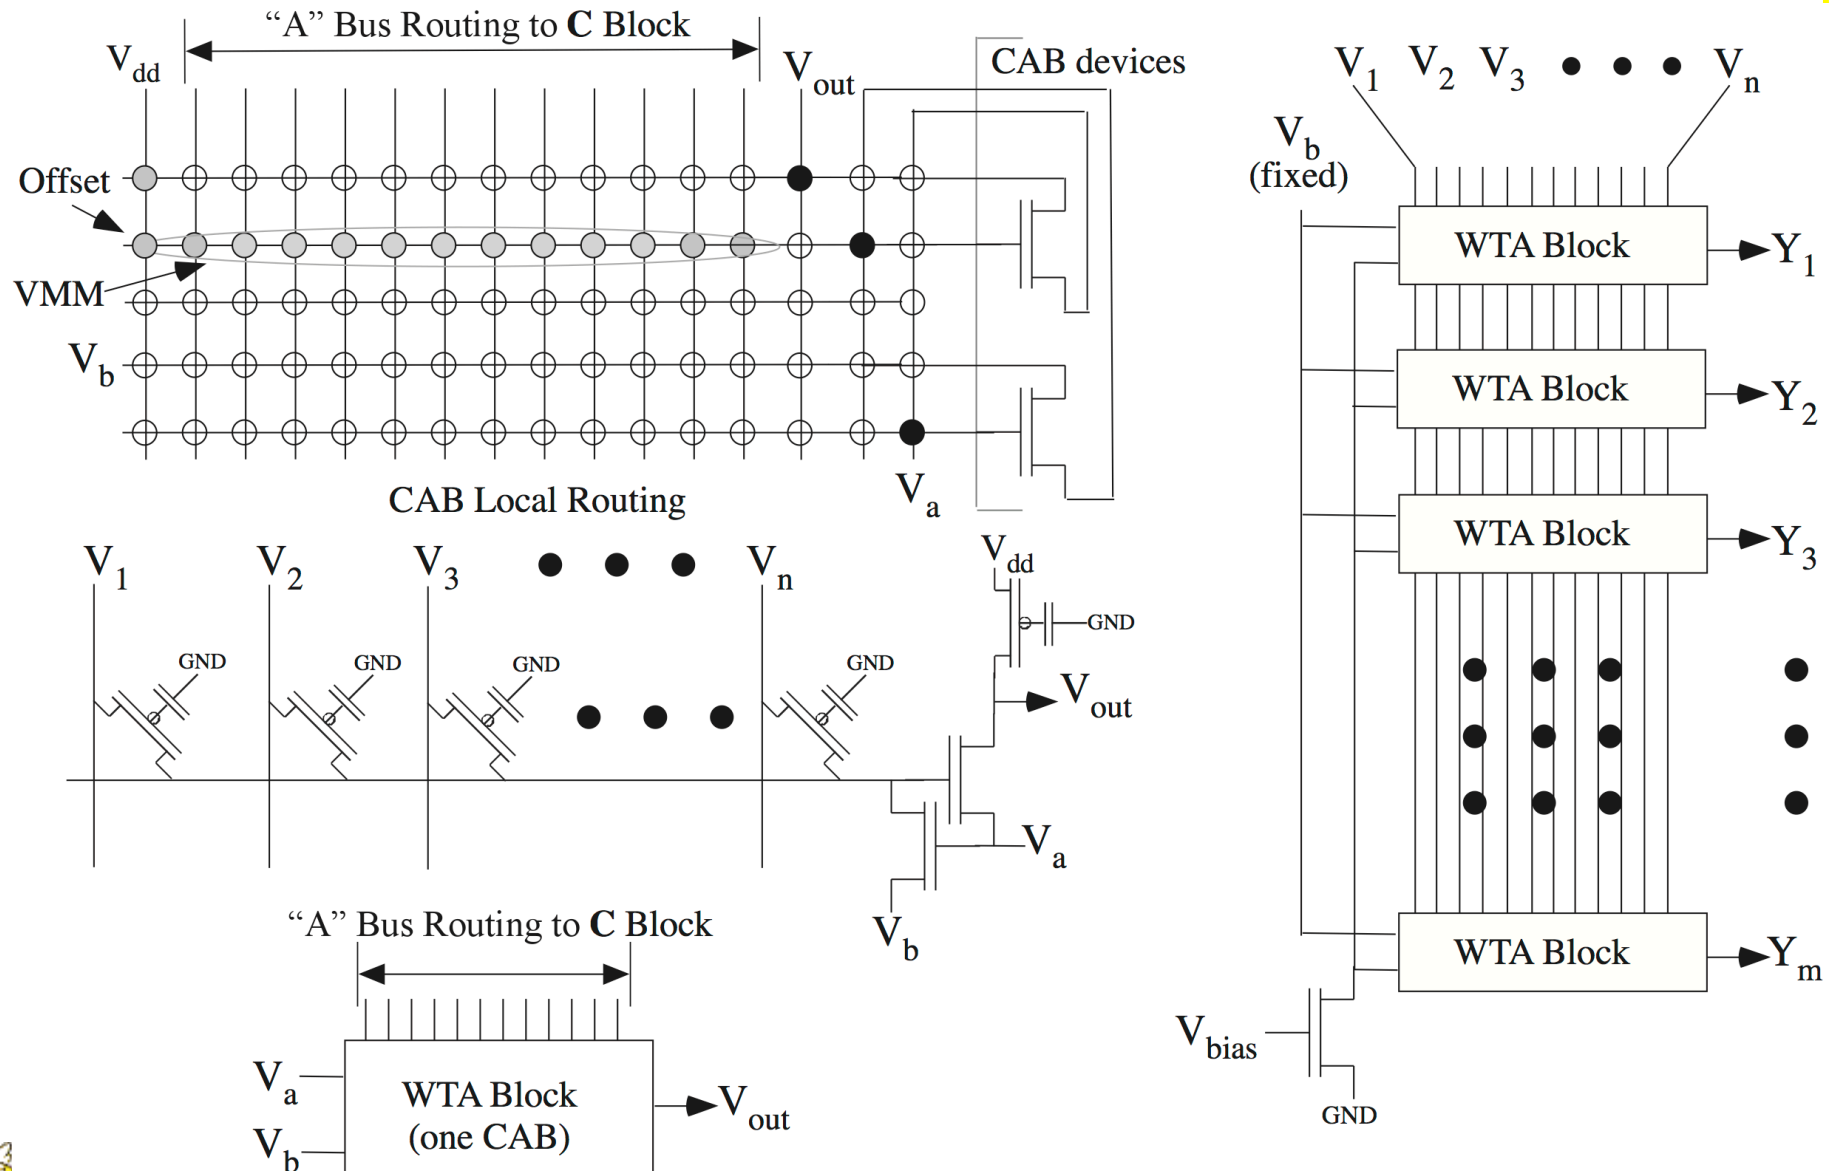 "A" Bus Routing to C Block
Vdd
Vout
CAB devices
Offset
VMM
Vb
Va
CAB Local Routing
V1 V2 V3 Vn
GND GND GND GND
Vdd
GND
Vout
Va
Vb
"A" Bus Routing to C Block
Va
Vb
WTA Block
(one CAB)
Vout
V1 V2 V3 Vn
Vb
(fixed)
WTA Block
Y1
WTA Block
Y2
WTA Block
Y3
WTA Block
Ym
Vbias
GND